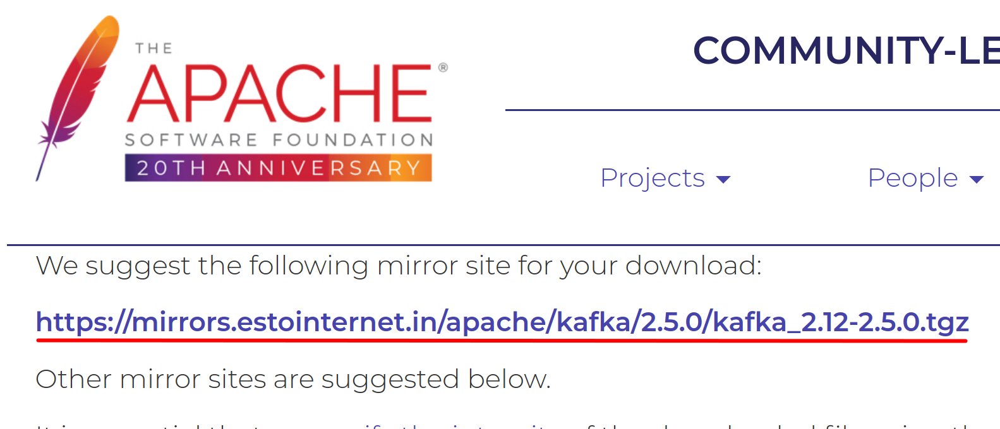 THE
APACHE®
SOFTWARE FOUNDATION
20TH ANNIVERSARY
COMMUNITY-LE
Projects
People
We suggest the following mirror site for your download:
https://mirrors.estointernet.in/apache/kafka/2.5.0/kafka_2.12-2.5.0.tgz
Other mirror sites are suggested below.